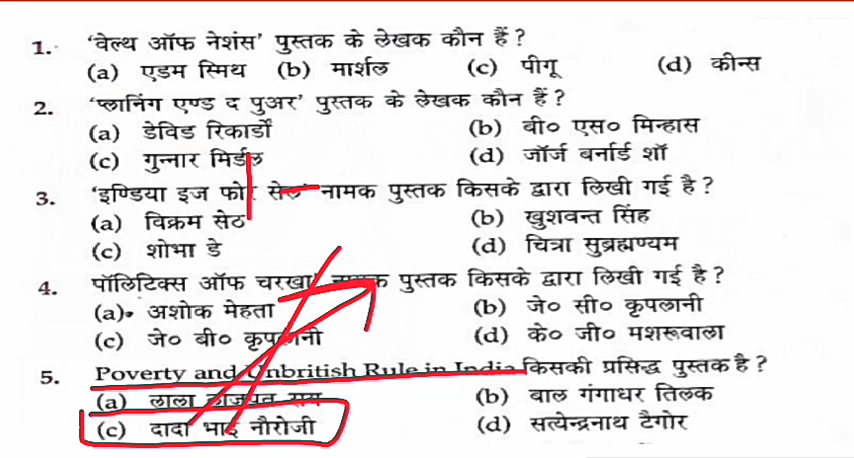 1. 'वेल्थ ऑफ नेशंस' पुस्तक के लेखक कौन हैं ?
(a) एडम स्मिथ (b) मार्शल (c) पीगू (d) कीन्स
2. 'प्लानिंग एण्ड द पुअर' पुस्तक के लेखक कौन हैं ?
(a) डेविड रिकार्डो (b) बी० एस० मिन्हास
(c) गुन्नार मिर्डल (d) जॉर्ज बर्नार्ड शॉ
3. 'इण्डिया इज फोर सेल' नामक पुस्तक किसके द्वारा लिखी गई है ?
(a) विक्रम सेठ (b) खुशवन्त सिंह
(c) शोभा डे (d) चित्रा सुब्रह्मण्यम
4. पॉलिटिक्स ऑफ चरखा' नामक पुस्तक किसके द्वारा लिखी गई है ?
(a) अशोक मेहता (b) जे० सी० कृपलानी
(c) जे० बी० कृपलानी (d) के० जी० मशरूवाला
5. Poverty and Unbritish Rule in India किसकी प्रसिद्ध पुस्तक है ?
(a) लाला लाजपत राय (b) बाल गंगाधर तिलक
(c) दादा भाई नौरोजी (d) सत्येन्द्रनाथ टैगोर